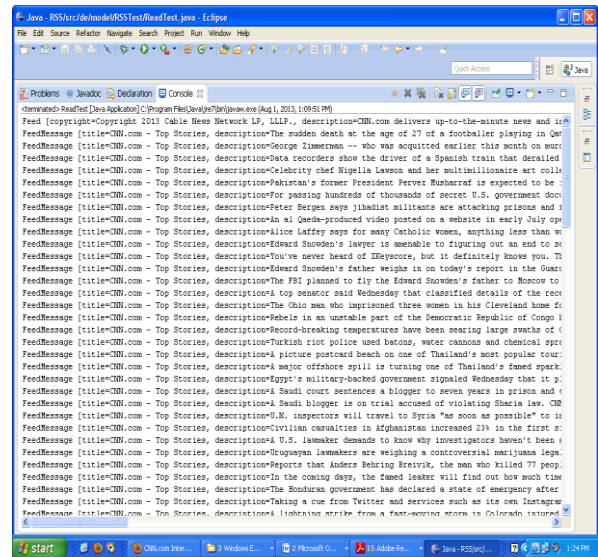 Java - RSS/src/de/model/RSSTest/ReadTest.java - Eclipse
File Edit Source Refactor Navigate Search Project Run Window Help
Quick Access
Java
Problems @ Javadoc Declaration Console
<terminated> ReadTest [Java Application] C:\Program Files\Java\jre7\bin\javaw.exe (Aug 1, 2013, 1:09:51 PM)
Feed [copyright=Copyright 2013 Cable News Network LP, LLLP., description=CNN.com delivers up-to-the-minute news and in
FeedMessage [title=CNN.com - Top Stories, description=The sudden death at the age of 27 of a footballer playing in Qat
FeedMessage [title=CNN.com - Top Stories, description=George Zimmerman -- who was acquitted earlier this month on murd
FeedMessage [title=CNN.com - Top Stories, description=Data recorders show the driver of a Spanish train that derailed
FeedMessage [title=CNN.com - Top Stories, description=Celebrity chef Nigella Lawson and her multimillionaire art colle
FeedMessage [title=CNN.com - Top Stories, description=Pakistan's former President Pervez Musharraf is expected to be
FeedMessage [title=CNN.com - Top Stories, description=For passing hundreds of thousands of secret U.S. government docu
FeedMessage [title=CNN.com - Top Stories, description=Peter Bergen says jihadist militants are attacking prisons and
FeedMessage [title=CNN.com - Top Stories, description=An al Qaeda-produced video posted on a website in early July ope
FeedMessage [title=CNN.com - Top Stories, description=Alice Laffey says for many Catholic women, anything less than wo
FeedMessage [title=CNN.com - Top Stories, description=Edward Snowden's lawyer is amenable to figuring out an end to so
FeedMessage [title=CNN.com - Top Stories, description=You've never heard of XKeyscore, but it definitely knows you. Th
FeedMessage [title=CNN.com - Top Stories, description=Edward Snowden's father weighs in on today's report in the Guard
FeedMessage [title=CNN.com - Top Stories, description=The FBI planned to fly the Edward Snowden's father to Moscow to
FeedMessage [title=CNN.com - Top Stories, description=A top senator said Wednesday that classified details of the rece
FeedMessage [title=CNN.com - Top Stories, description=The Ohio man who imprisoned three women in his Cleveland home fo
FeedMessage [title=CNN.com - Top Stories, description=Rebels in an unstable part of the Democratic Republic of Congo h
FeedMessage [title=CNN.com - Top Stories, description=Record-breaking temperatures have been searing large swaths of C
FeedMessage [title=CNN.com - Top Stories, description=Turkish riot police used batons, water cannons and chemical spra
FeedMessage [title=CNN.com - Top Stories, description=A picture postcard beach on one of Thailand's most popular tour
FeedMessage [title=CNN.com - Top Stories, description=A major offshore spill is turning one of Thailand's famed spark
FeedMessage [title=CNN.com - Top Stories, description=Egypt's military-backed government signaled Wednesday that it p
FeedMessage [title=CNN.com - Top Stories, description=A Saudi court sentences a blogger to seven years in prison and
FeedMessage [title=CNN.com - Top Stories, description=A Saudi blogger is on trial accused of violating Sharia law. CNN
FeedMessage [title=CNN.com - Top Stories, description=U.N. inspectors will travel to Syria "as soon as possible" to in
FeedMessage [title=CNN.com - Top Stories, description=Civilian casualties in Afghanistan increased 23% in the first s
FeedMessage [title=CNN.com - Top Stories, description=A U.S. lawmaker demands to know why investigators haven't been
FeedMessage [title=CNN.com - Top Stories, description=Uruguayan lawmakers are weighing a controversial marijuana lega
FeedMessage [title=CNN.com - Top Stories, description=Reports that Anders Behring Breivik, the man who killed 77 peop
FeedMessage [title=CNN.com - Top Stories, description=In the coming days, the famed leaker will find out how much time
FeedMessage [title=CNN.com - Top Stories, description=The Honduran government has declared a state of emergency after
FeedMessage [title=CNN.com - Top Stories, description=Taking a cue from Twitter and services such as its own Instagra
FeedMessage [title=CNN.com - Top Stories, description=A lightning strike from a fast-moving storm in Colorado injured
start CNN.com Inter... 3 Windows E... 2 Microsoft O... 15 Adobe Re... Java - RSS/src/... 1:24 PM